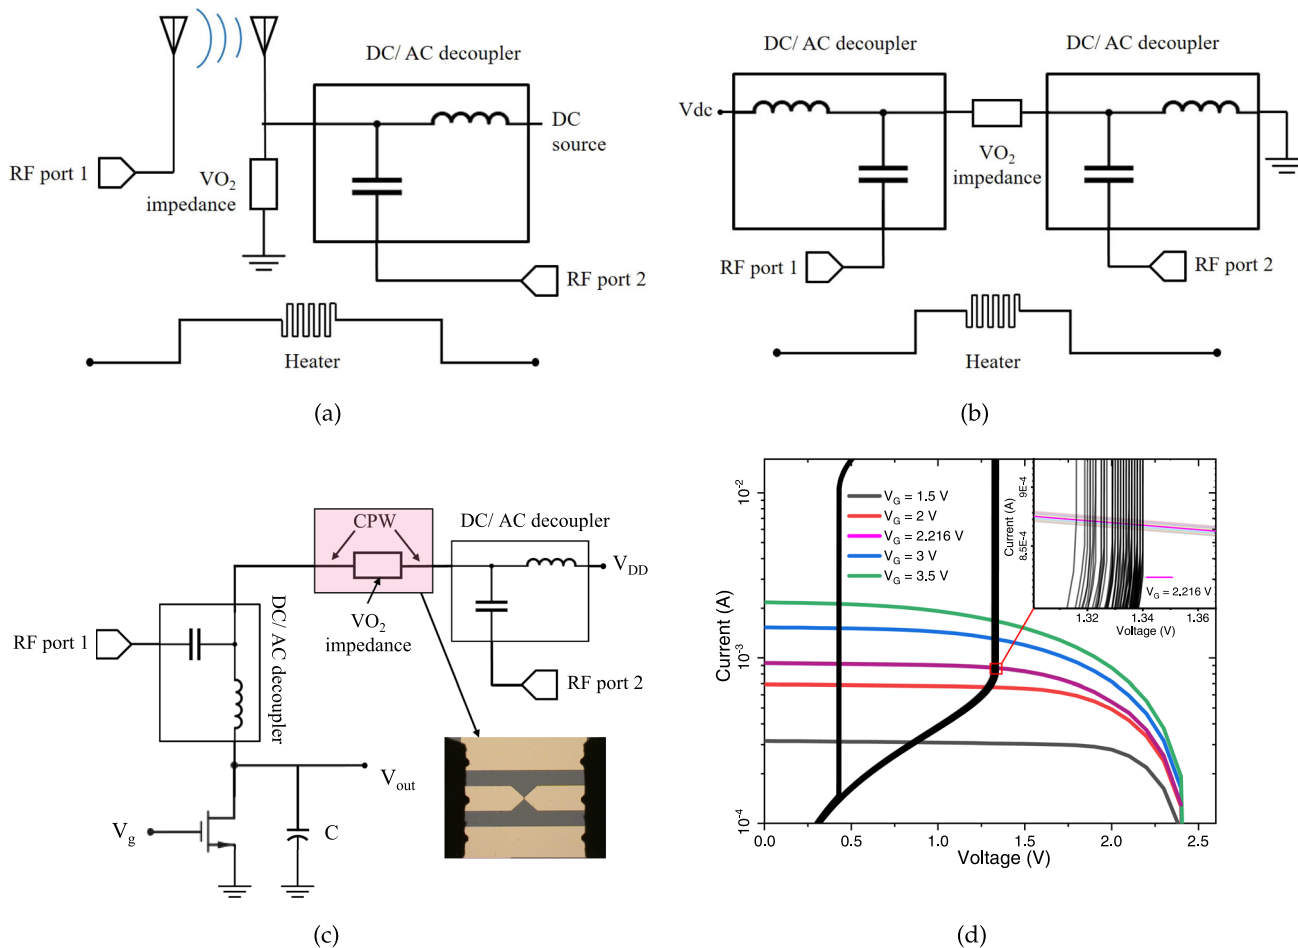 DC/ AC decoupler
DC
source
RF port 1
VO2
impedance
RF port 2
Heater
(a)
DC/ AC decoupler
DC/ AC decoupler
Vdc
VO2
impedance
RF port 1
RF port 2
Heater
(b)
CPW
DC/ AC decoupler
VDD
VO2
impedance
RF port 1
DC/ AC decoupler
RF port 2
Vout
Vg
C
(c)
Current (A)
10-2
10-3
10-4
VG = 1.5 V
VG = 2 V
VG = 2.216 V
VG = 3 V
VG = 3.5 V
Current (A)
9E-4
8.5E-4
VG = 2.216 V
1.32 1.34 1.36
Voltage (V)
0.0 0.5 1.0 1.5 2.0 2.5
Voltage (V)
(d)